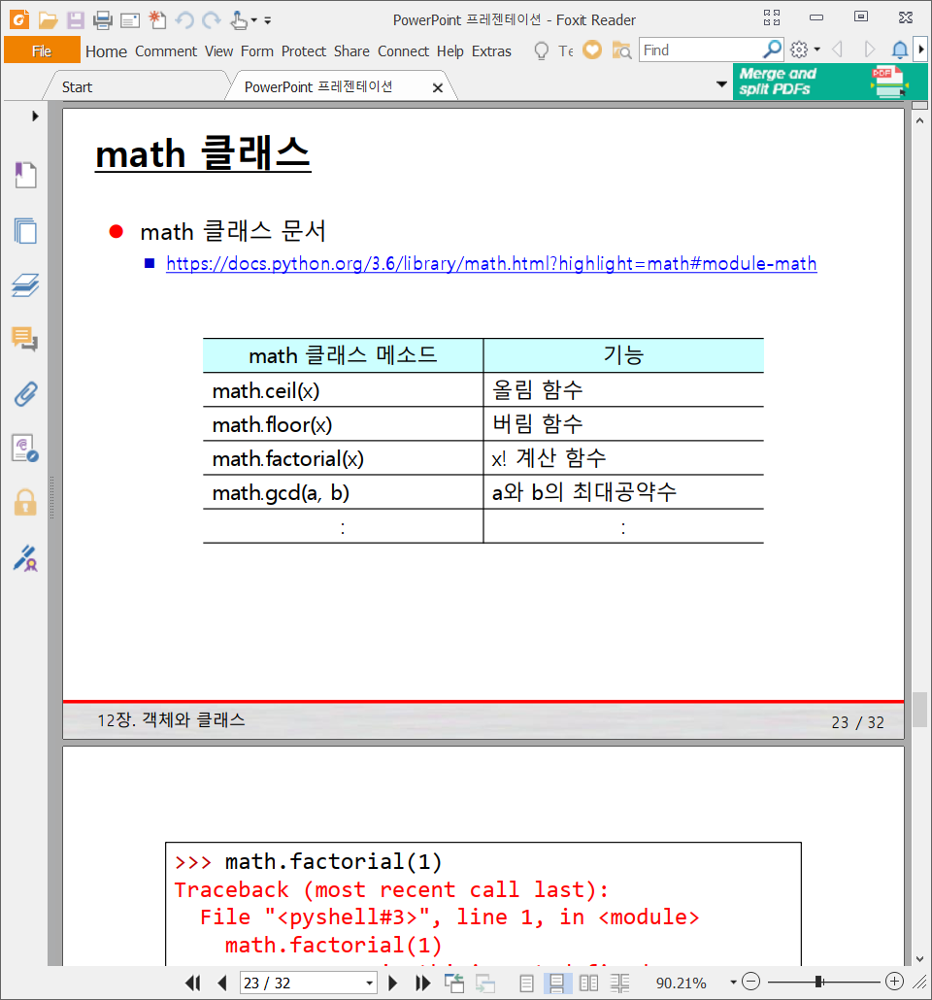 PowerPoint 프레젠테이션 - Foxit Reader
File Home Comment View Form Protect Share Connect Help Extras Te Find
Start PowerPoint 프레젠테이션
Merge and
split PDFs
PDF
math 클래스
math 클래스 문서
https://docs.python.org/3.6/library/math.html?highlight=math#module-math
math 클래스 메소드 기능
math.ceil(x) 올림 함수
math.floor(x) 버림 함수
math.factorial(x) x! 계산 함수
math.gcd(a, b) a와 b의 최대공약수
: :
12장. 객체와 클래스 23 / 32
>>> math.factorial(1)
Traceback (most recent call last):
File "<pyshell#3>", line 1, in <module>
math.factorial(1)
23 / 32 90.21%